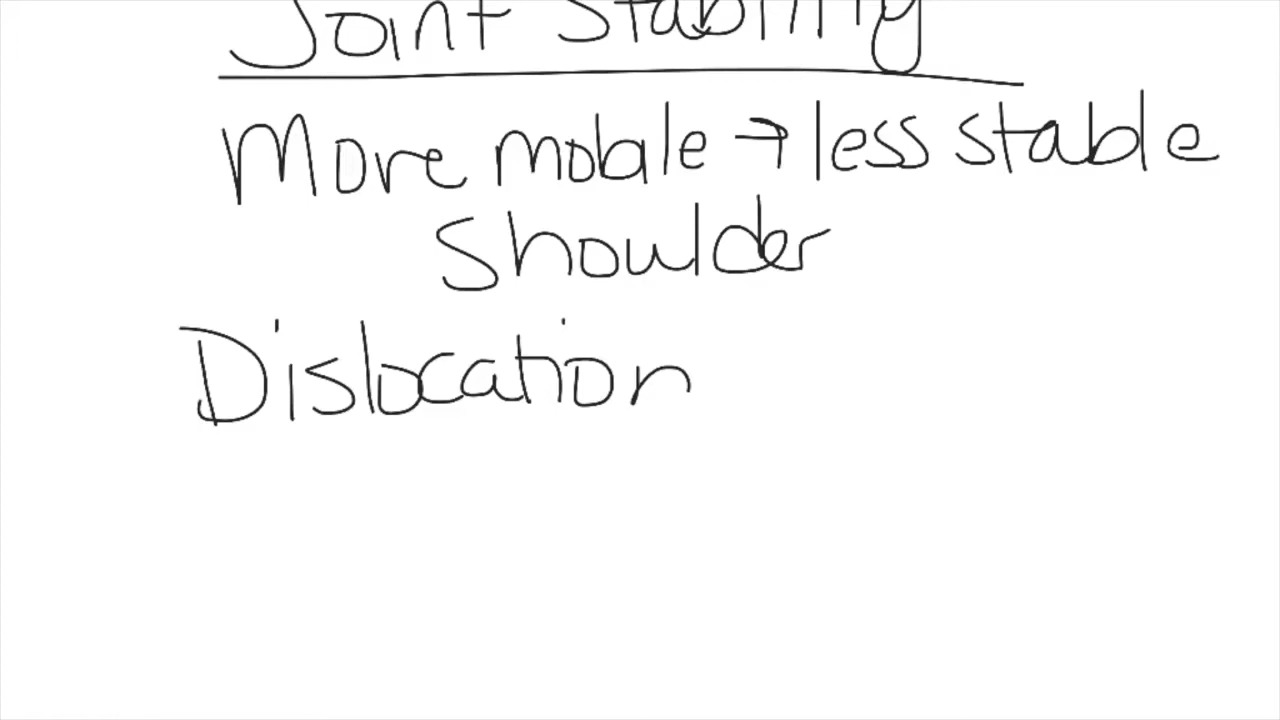 Joint Stability
More mobile → less stable
Shoulder
Dislocation